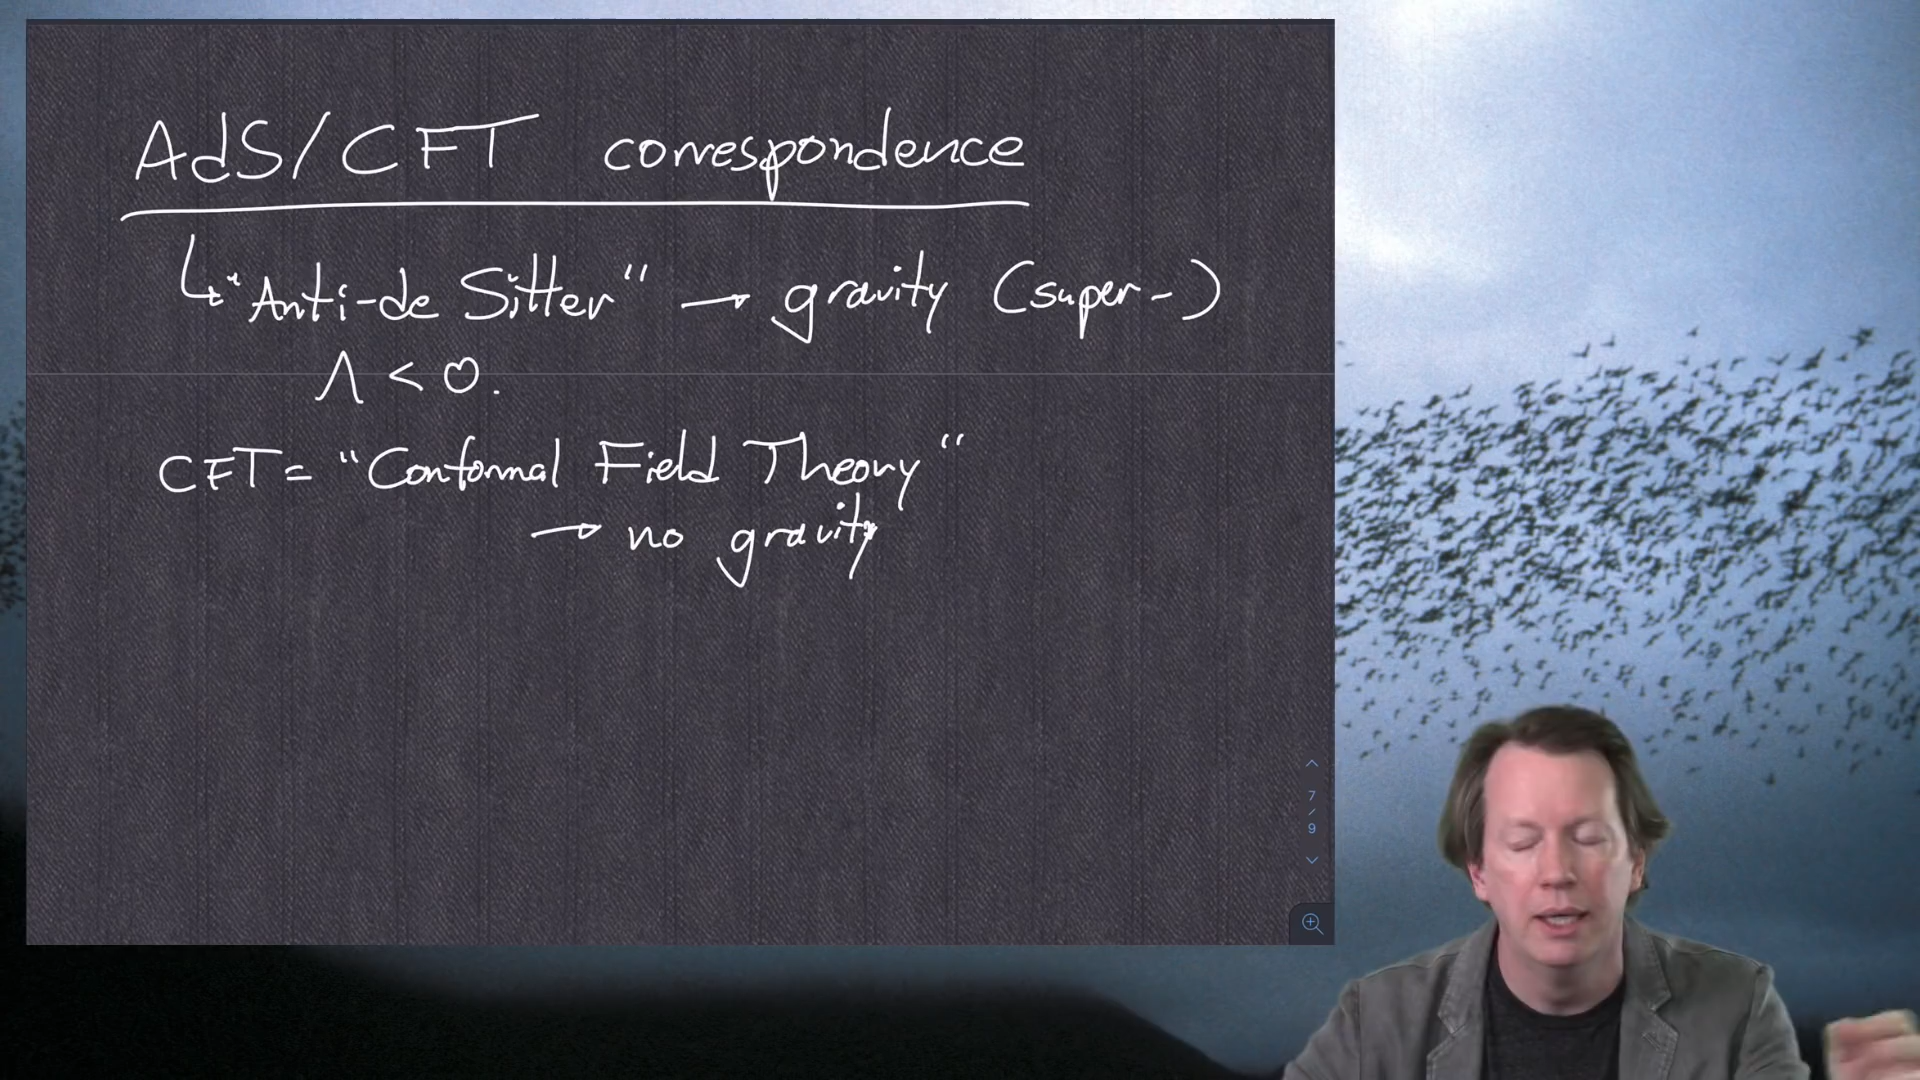 AdS/CFT correspondence
↳ "Anti-de Sitter" → gravity (super-)
Λ < 0.
CFT = "Conformal Field Theory"
→ no gravity
7
/
9